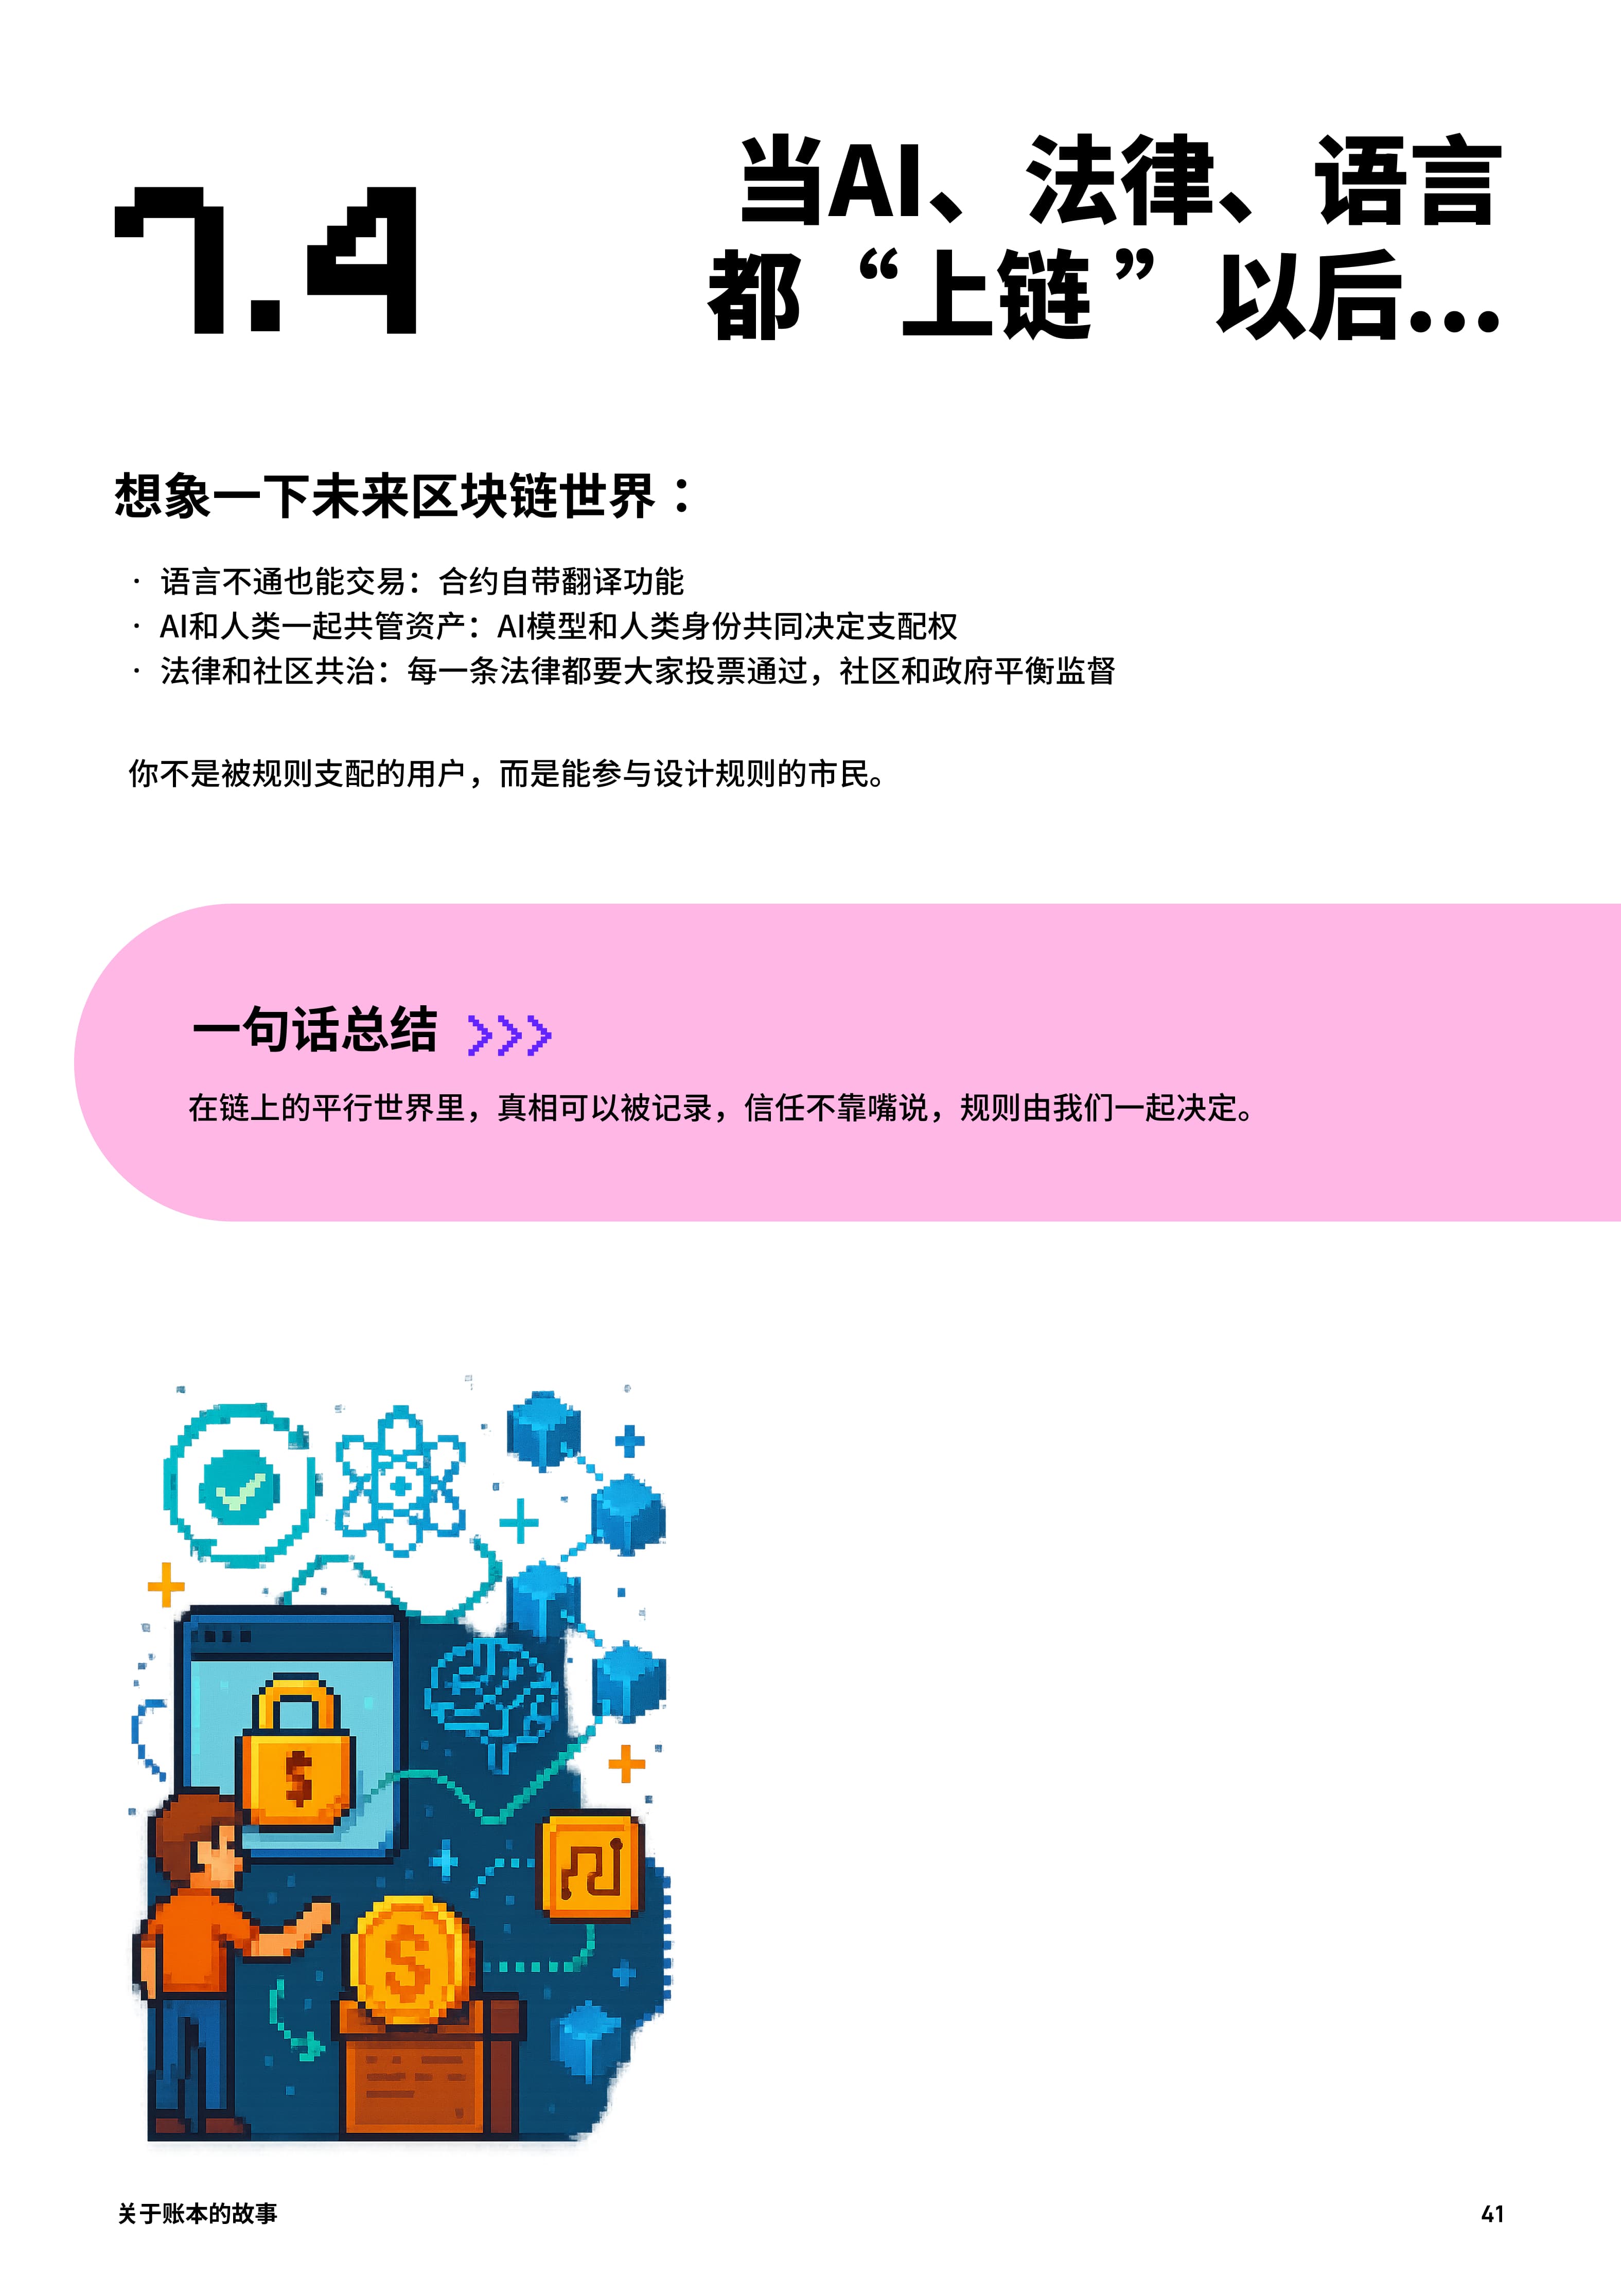 7.4
当AI、法律、语言
都“上链”以后...
想象一下未来区块链世界：
· 语言不通也能交易：合约自带翻译功能
· AI和人类一起共管资产：AI模型和人类身份共同决定支配权
· 法律和社区共治：每一条法律都要大家投票通过，社区和政府平衡监督
你不是被规则支配的用户，而是能参与设计规则的市民。
一句话总结
在链上的平行世界里，真相可以被记录，信任不靠嘴说，规则由我们一起决定。
$
$
关于账本的故事
41